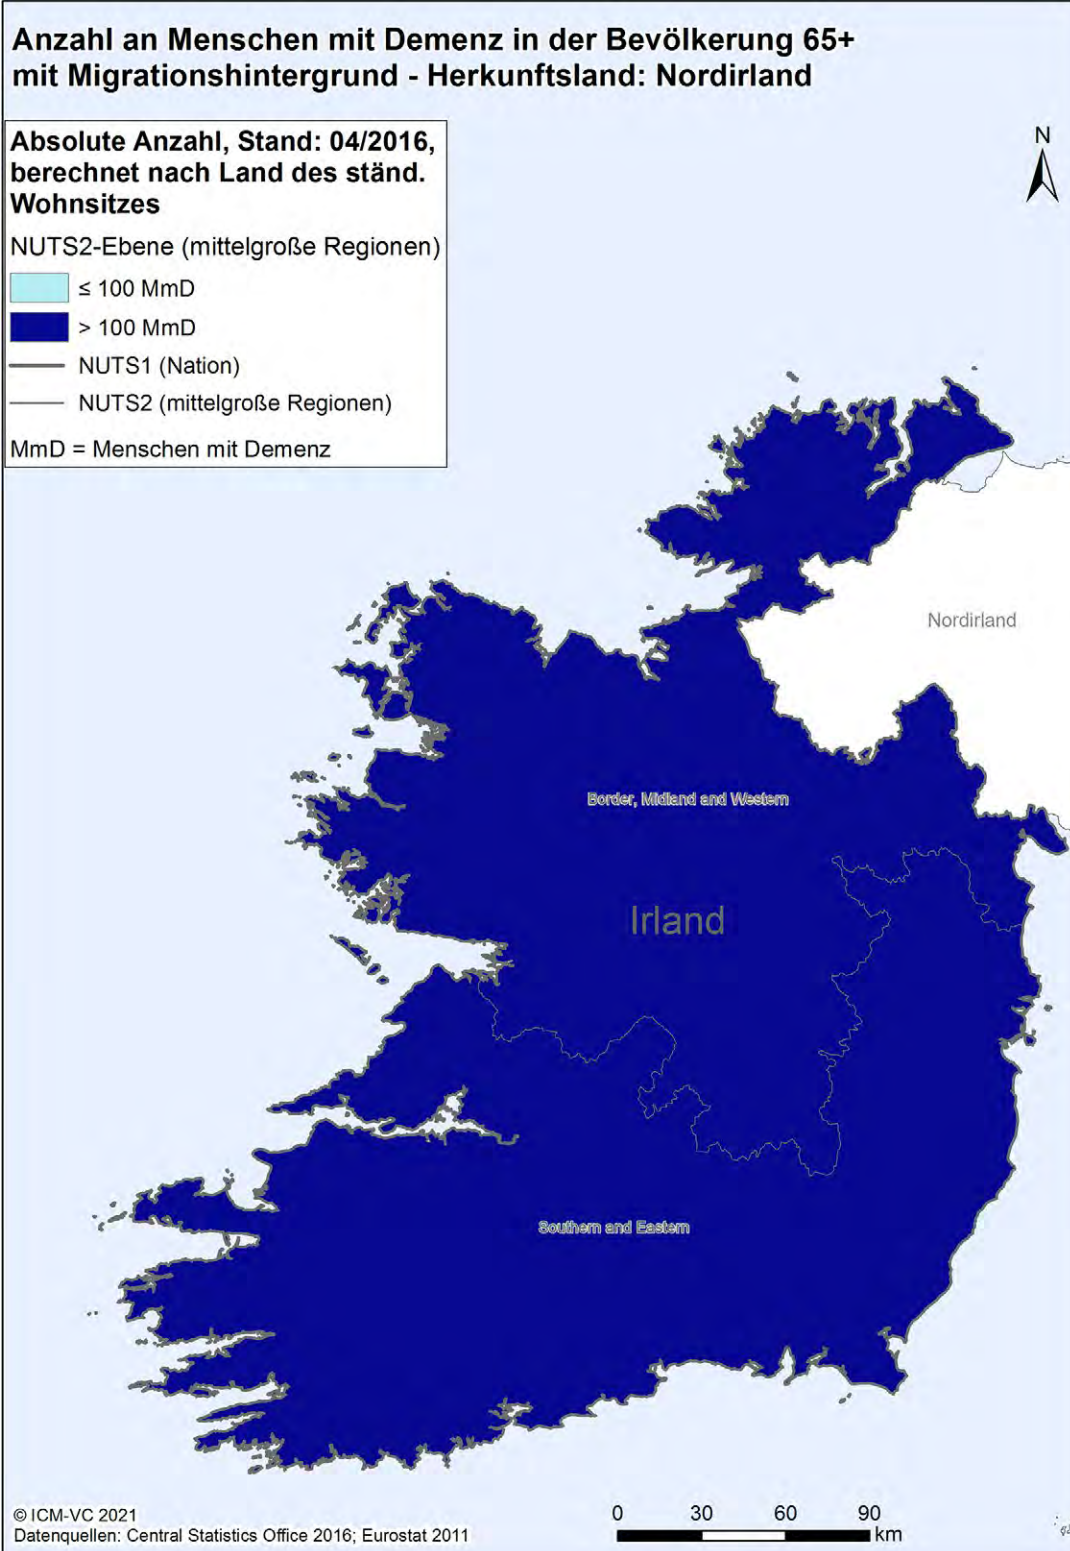 Anzahl an Menschen mit Demenz in der Bevölkerung 65+
mit Migrationshintergrund - Herkunftsland: Nordirland
Absolute Anzahl, Stand: 04/2016,
berechnet nach Land des ständ.
Wohnsitzes
NUTS2-Ebene (mittelgroße Regionen)
≤ 100 MmD
> 100 MmD
NUTS1 (Nation)
NUTS2 (mittelgroße Regionen)
MmD = Menschen mit Demenz
N
Nordirland
Border, Midland and Western
Irland
Southern and Eastern
© ICM-VC 2021
Datenquellen: Central Statistics Office 2016; Eurostat 2011
0 30 60 90
km